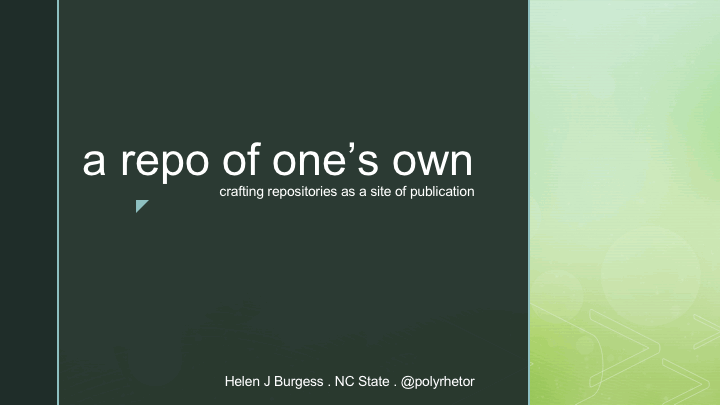 a repo of one’s own
crafting repositories as a site of publication
Helen J Burgess . NC State . @polyrhetor